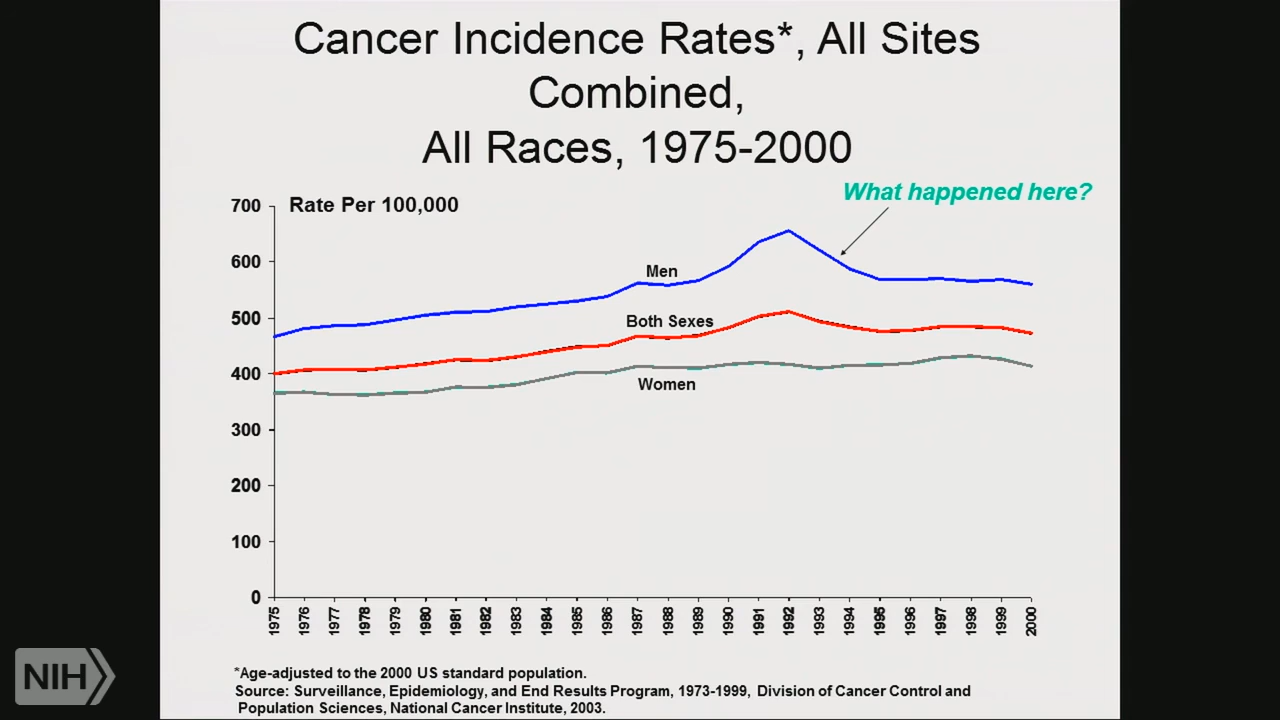 Cancer Incidence Rates*, All Sites
Combined,
All Races, 1975-2000
What happened here?
700
Rate Per 100,000
600
Men
500
Both Sexes
400
Women
300
200
100
0
1975 1976 1977 1978 1979 1980 1981 1982 1983 1984 1985 1986 1987 1988 1989 1990 1991 1992 1993 1994 1995 1996 1997 1998 1999 2000
NIH
*Age-adjusted to the 2000 US standard population.
Source: Surveillance, Epidemiology, and End Results Program, 1973-1999, Division of Cancer Control and
Population Sciences, National Cancer Institute, 2003.